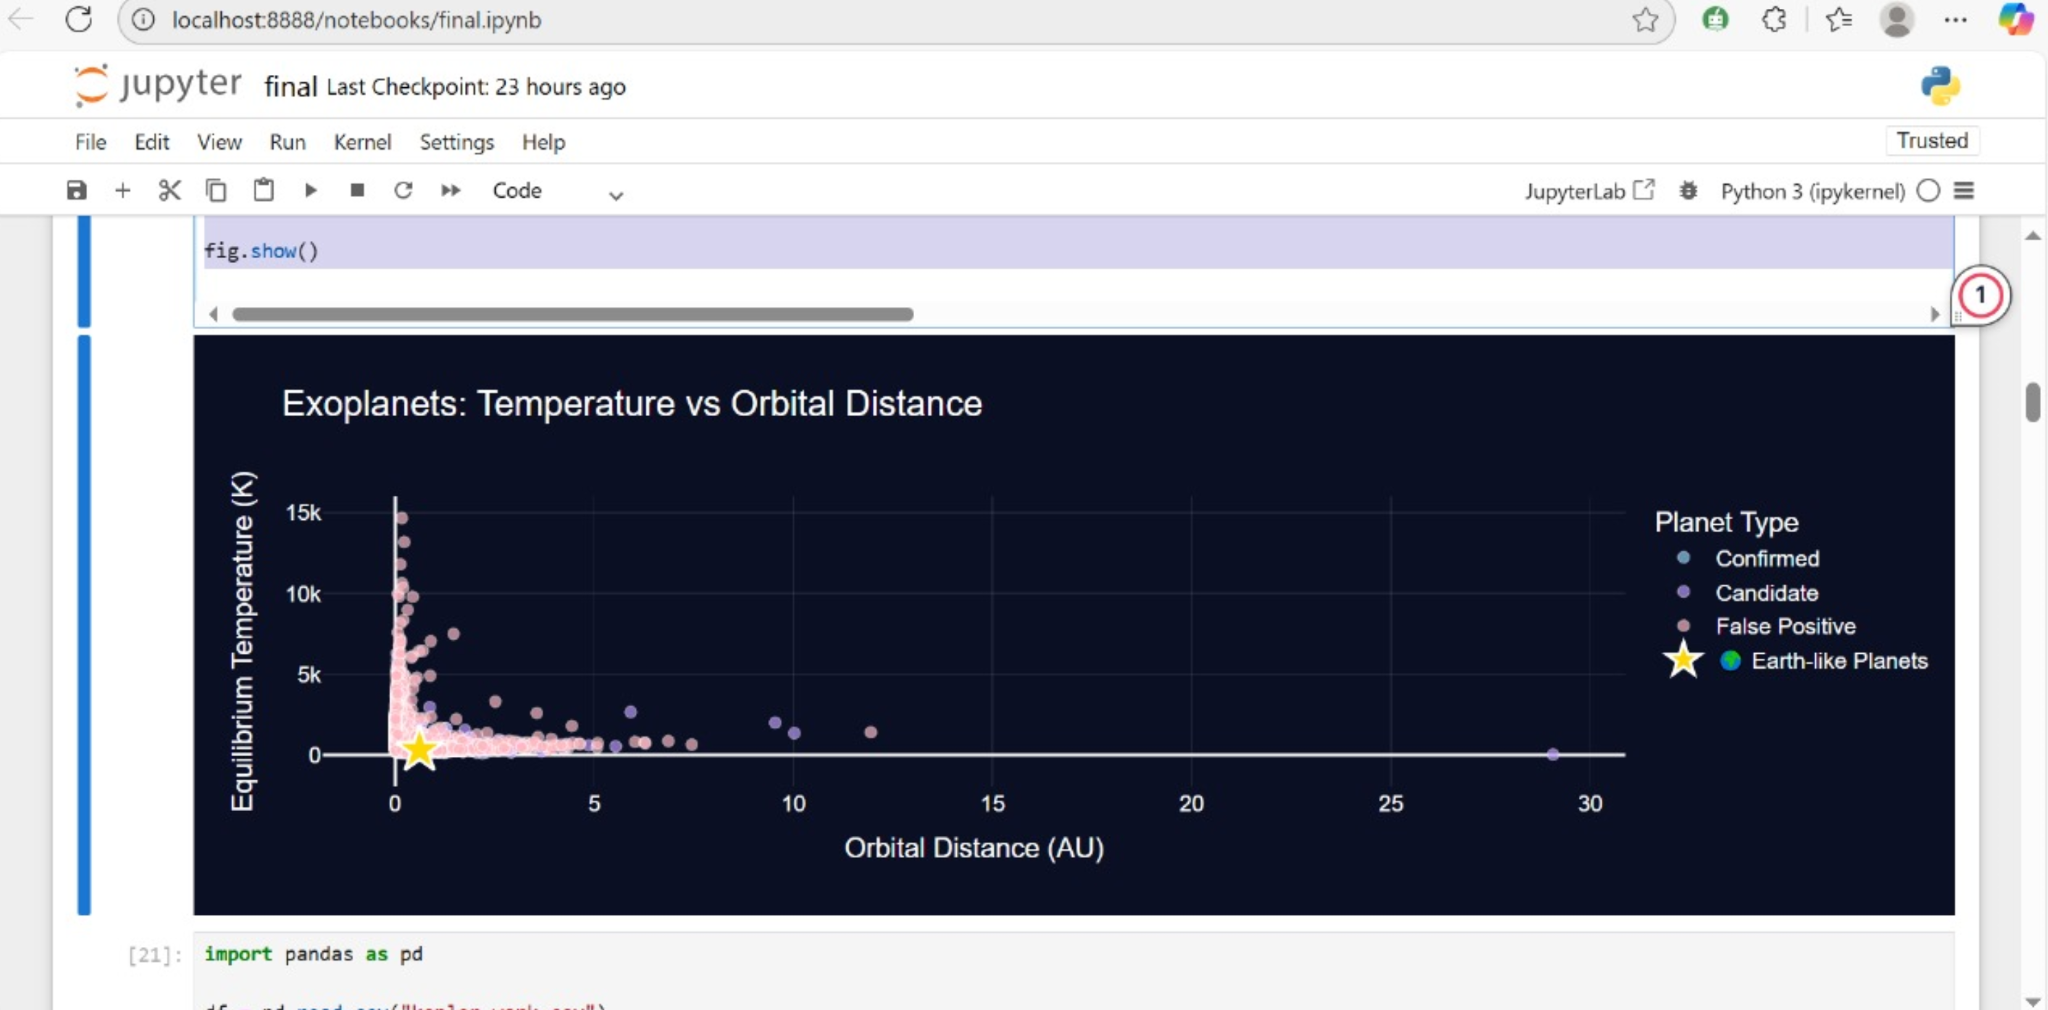 localhost:8888/notebooks/final.ipynb
jupyter final Last Checkpoint: 23 hours ago
File Edit View Run Kernel Settings Help
Trusted
Code
JupyterLab Python 3 (ipykernel)
fig.show()
1
Exoplanets: Temperature vs Orbital Distance
Equilibrium Temperature (K)
15k
10k
5k
0
0 5 10 15 20 25 30
Orbital Distance (AU)
Planet Type
Confirmed
Candidate
False Positive
Earth-like Planets
[21]:
import pandas as pd